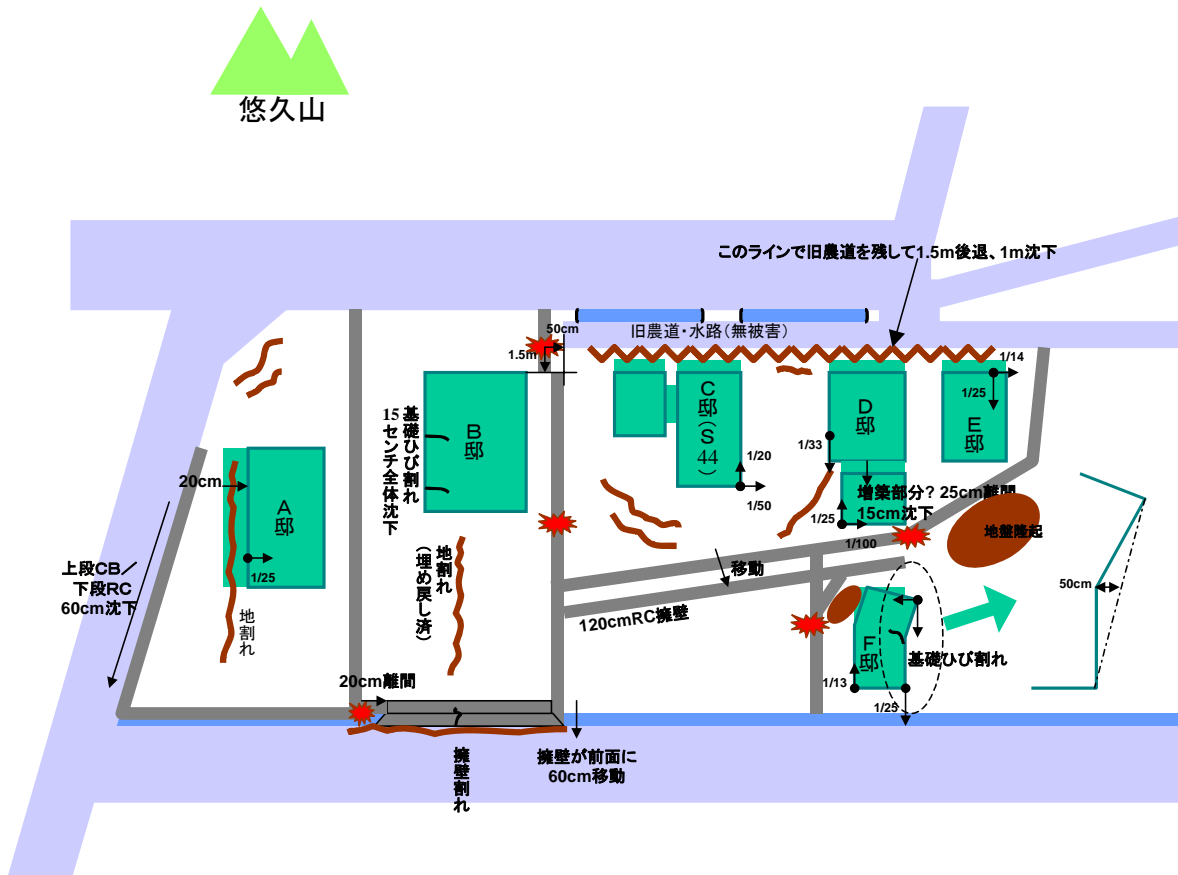 悠久山
このラインで旧農道を残して1.5m後退、1m沈下
50cm
旧農道・水路(無被害)
1.5m
1/14
1/25
C邸(S44)
D邸
E邸
基礎ひび割れ
15センチ全体沈下
B邸
1/33
1/20
20cm
増築部分? 25cm離間
15cm沈下
1/50
1/25
A邸
1/100
地盤隆起
上段CB/
下段RC
60cm沈下
1/25
地割れ
(埋め戻し済)
移動
50cm
地割れ
120cmRC擁壁
F邸
基礎ひび割れ
20cm離間
1/13
1/25
擁壁が前面に
60cm移動
擁壁割れ